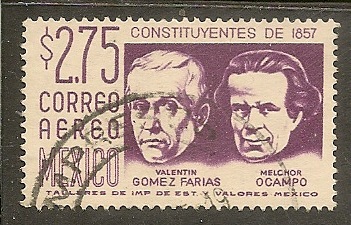 CONSTITUYENTES DE 1857
$2.75
CORREO
AEREO
MEXICO
VALENTIN
GOMEZ FARIAS
MELCHOR
OCAMPO
TALLERES DE IMP. DE EST. Y VALORES MEXICO